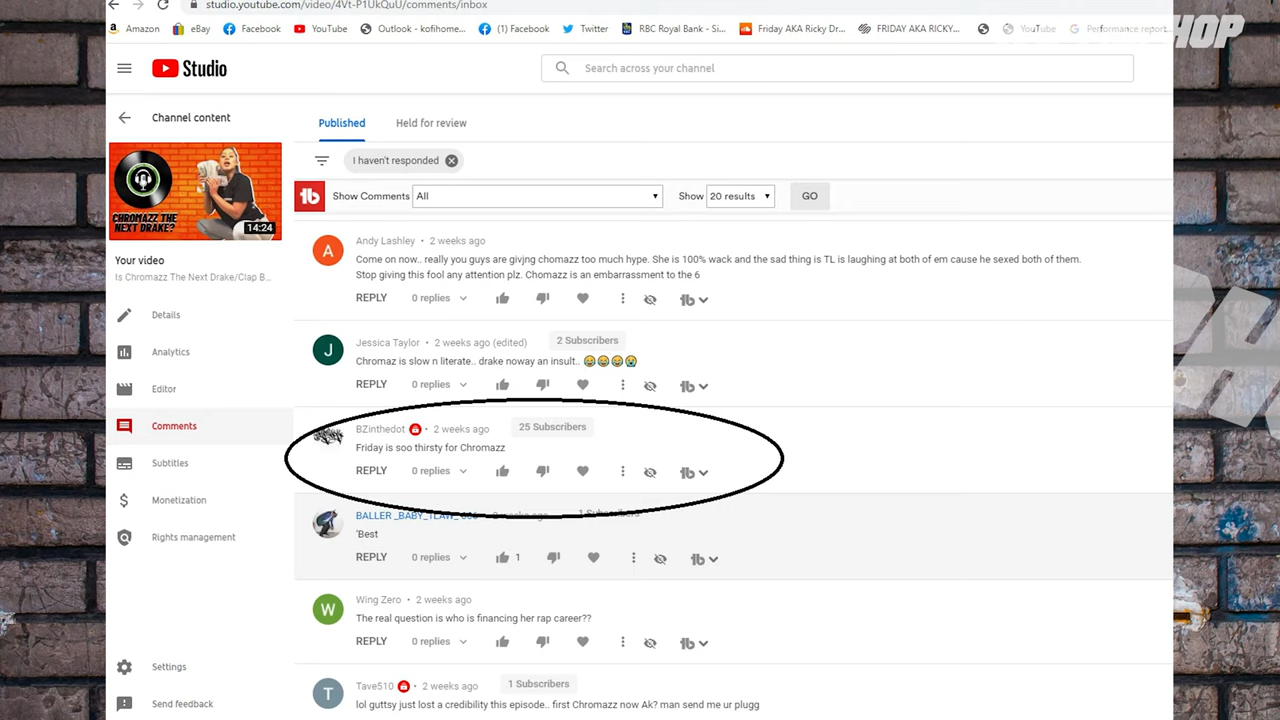 studio.youtube.com/video/4Vt-P1UkQuU/comments/inbox
Amazon eBay Facebook YouTube Outlook - kofihome... (1) Facebook Twitter RBC Royal Bank - Si... Friday AKA Ricky Dr... FRIDAY AKA RICKY... YouTube Performance report...
HOP
Studio
Search across your channel
Channel content
Published Held for review
I haven't responded
CHROMAZZ THE
NEXT DRAKE?
14:24
Show Comments All Show 20 results GO
Your video
Is Chromazz The Next Drake/Clap B...
Details
Analytics
Editor
Comments
Subtitles
Monetization
Rights management
Settings
Send feedback
A
Andy Lashley • 2 weeks ago
Come on now.. really you guys are givjng chomazz too much hype. She is 100% wack and the sad thing is TL is laughing at both of em cause he sexed both of them.
Stop giving this fool any attention plz. Chomazz is an embarrassment to the 6
REPLY 0 replies
J
Jessica Taylor • 2 weeks ago (edited) 2 Subscribers
Chromaz is slow n literate.. drake noway an insult.. 😂😂😂😭
REPLY 0 replies
BZinthedot • 2 weeks ago 25 Subscribers
Friday is soo thirsty for Chromazz
REPLY 0 replies
BALLER _BABY_ 1 Subscribers
'Best
REPLY 0 replies 1
W
Wing Zero • 2 weeks ago
The real question is who is financing her rap career??
REPLY 0 replies
T
Tave510 • 2 weeks ago 1 Subscribers
lol guttsy just lost a credibility this episode.. first Chromazz now Ak? man send me ur plugg